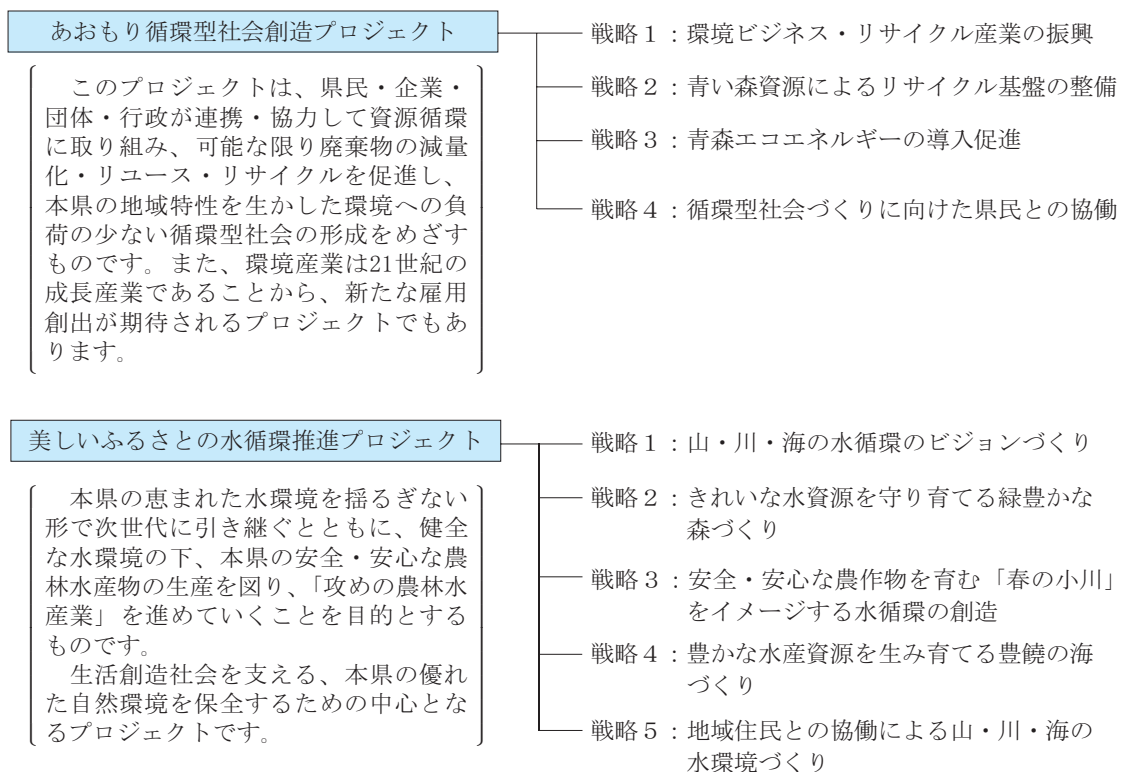 あおもり循環型社会創造プロジェクト
このプロジェクトは、県民・企業・
団体・行政が連携・協力して資源循環
に取り組み、可能な限り廃棄物の減量
化・リユース・リサイクルを促進し、
本県の地域特性を生かした環境への負
荷の少ない循環型社会の形成をめざす
ものです。また、環境産業は21世紀の
成長産業であることから、新たな雇用
創出が期待されるプロジェクトでもあ
ります。
戦略１：環境ビジネス・リサイクル産業の振興
戦略２：青い森資源によるリサイクル基盤の整備
戦略３：青森エコエネルギーの導入促進
戦略４：循環型社会づくりに向けた県民との協働
美しいふるさとの水循環推進プロジェクト
本県の恵まれた水環境を揺るぎない
形で次世代に引き継ぐとともに、健全
な水環境の下、本県の安全・安心な農
林水産物の生産を図り、「攻めの農林水
産業」を進めていくことを目的とする
ものです。
生活創造社会を支える、本県の優れ
た自然環境を保全するための中心とな
るプロジェクトです。
戦略１：山・川・海の水循環のビジョンづくり
戦略２：きれいな水資源を守り育てる緑豊かな
森づくり
戦略３：安全・安心な農作物を育む「春の小川」
をイメージする水循環の創造
戦略４：豊かな水産資源を生み育てる豊饒の海
づくり
戦略５：地域住民との協働による山・川・海の
水環境づくり